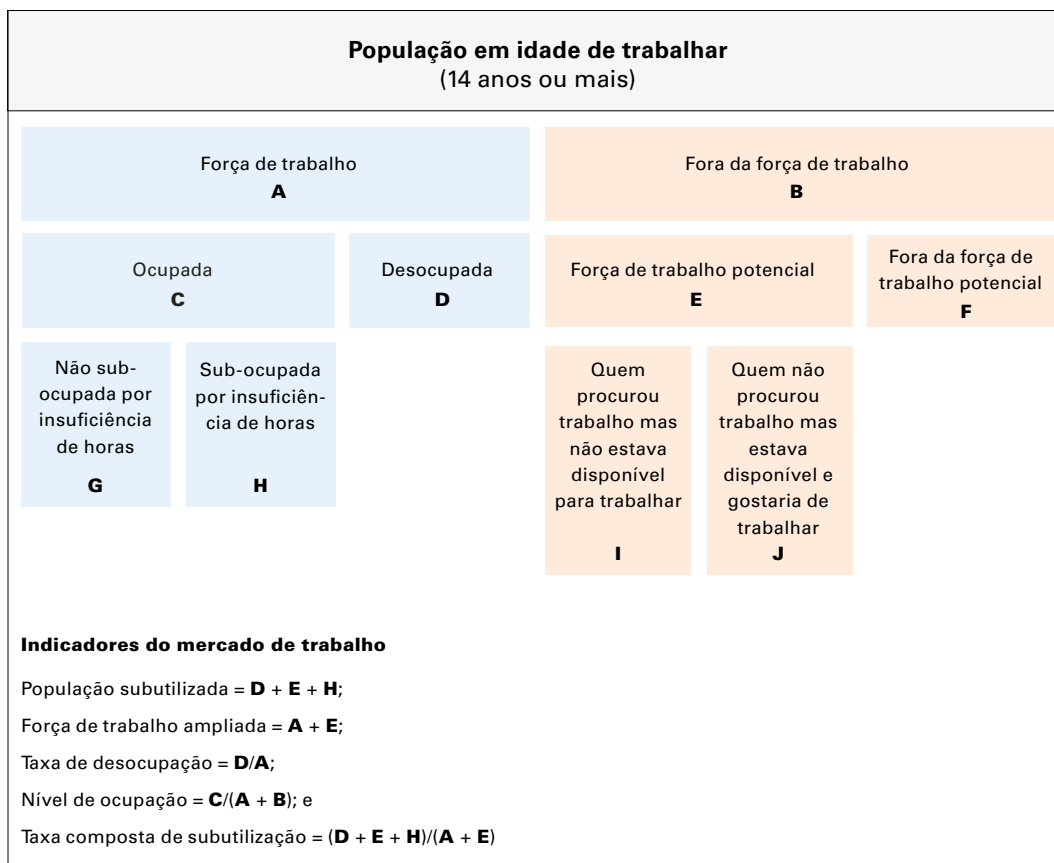 População em idade de trabalhar
(14 anos ou mais)
Força de trabalho
A
Fora da força de trabalho
B
Ocupada
C
Desocupada
D
Força de trabalho potencial
E
Fora da força de
trabalho potencial
F
Não sub-
ocupada por
insuficiência
de horas
G
Sub-ocupada
por insuficiên-
cia de horas
H
Quem
procurou
trabalho mas
não estava
disponível
para trabalhar
I
Quem não
procurou
trabalho mas
estava
disponível e
gostaria de
trabalhar
J
Indicadores do mercado de trabalho
População subutilizada = D + E + H;
Força de trabalho ampliada = A + E;
Taxa de desocupação = D/A;
Nível de ocupação = C/(A + B); e
Taxa composta de subutilização = (D + E + H)/(A + E)